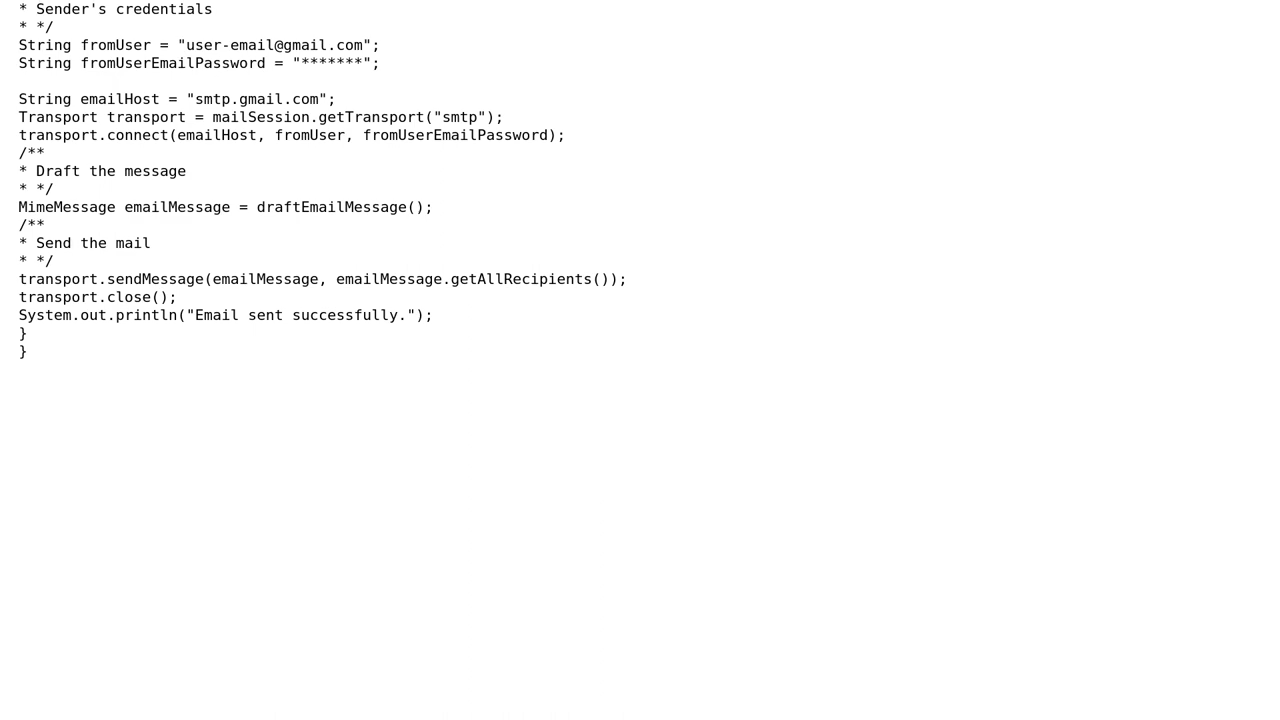 * Sender's credentials
* */
String fromUser = "user-email@gmail.com";
String fromUserEmailPassword = "*******";
String emailHost = "smtp.gmail.com";
Transport transport = mailSession.getTransport("smtp");
transport.connect(emailHost, fromUser, fromUserEmailPassword);
/**
* Draft the message
* */
MimeMessage emailMessage = draftEmailMessage();
/**
* Send the mail
* */
transport.sendMessage(emailMessage, emailMessage.getAllRecipients());
transport.close();
System.out.println("Email sent successfully.");
}
}